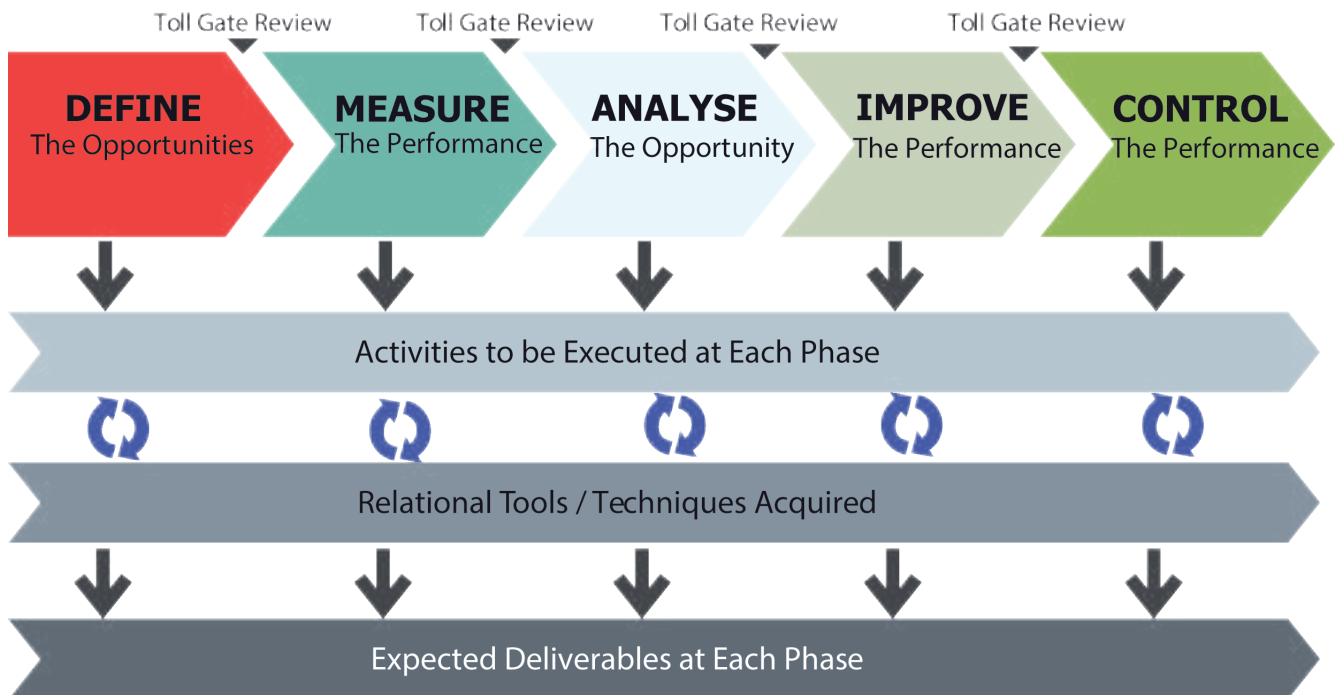 Toll Gate Review Toll Gate Review Toll Gate Review Toll Gate Review
DEFINE
The Opportunities
MEASURE
The Performance
ANALYSE
The Opportunity
IMPROVE
The Performance
CONTROL
The Performance
Activities to be Executed at Each Phase
Relational Tools / Techniques Acquired
Expected Deliverables at Each Phase